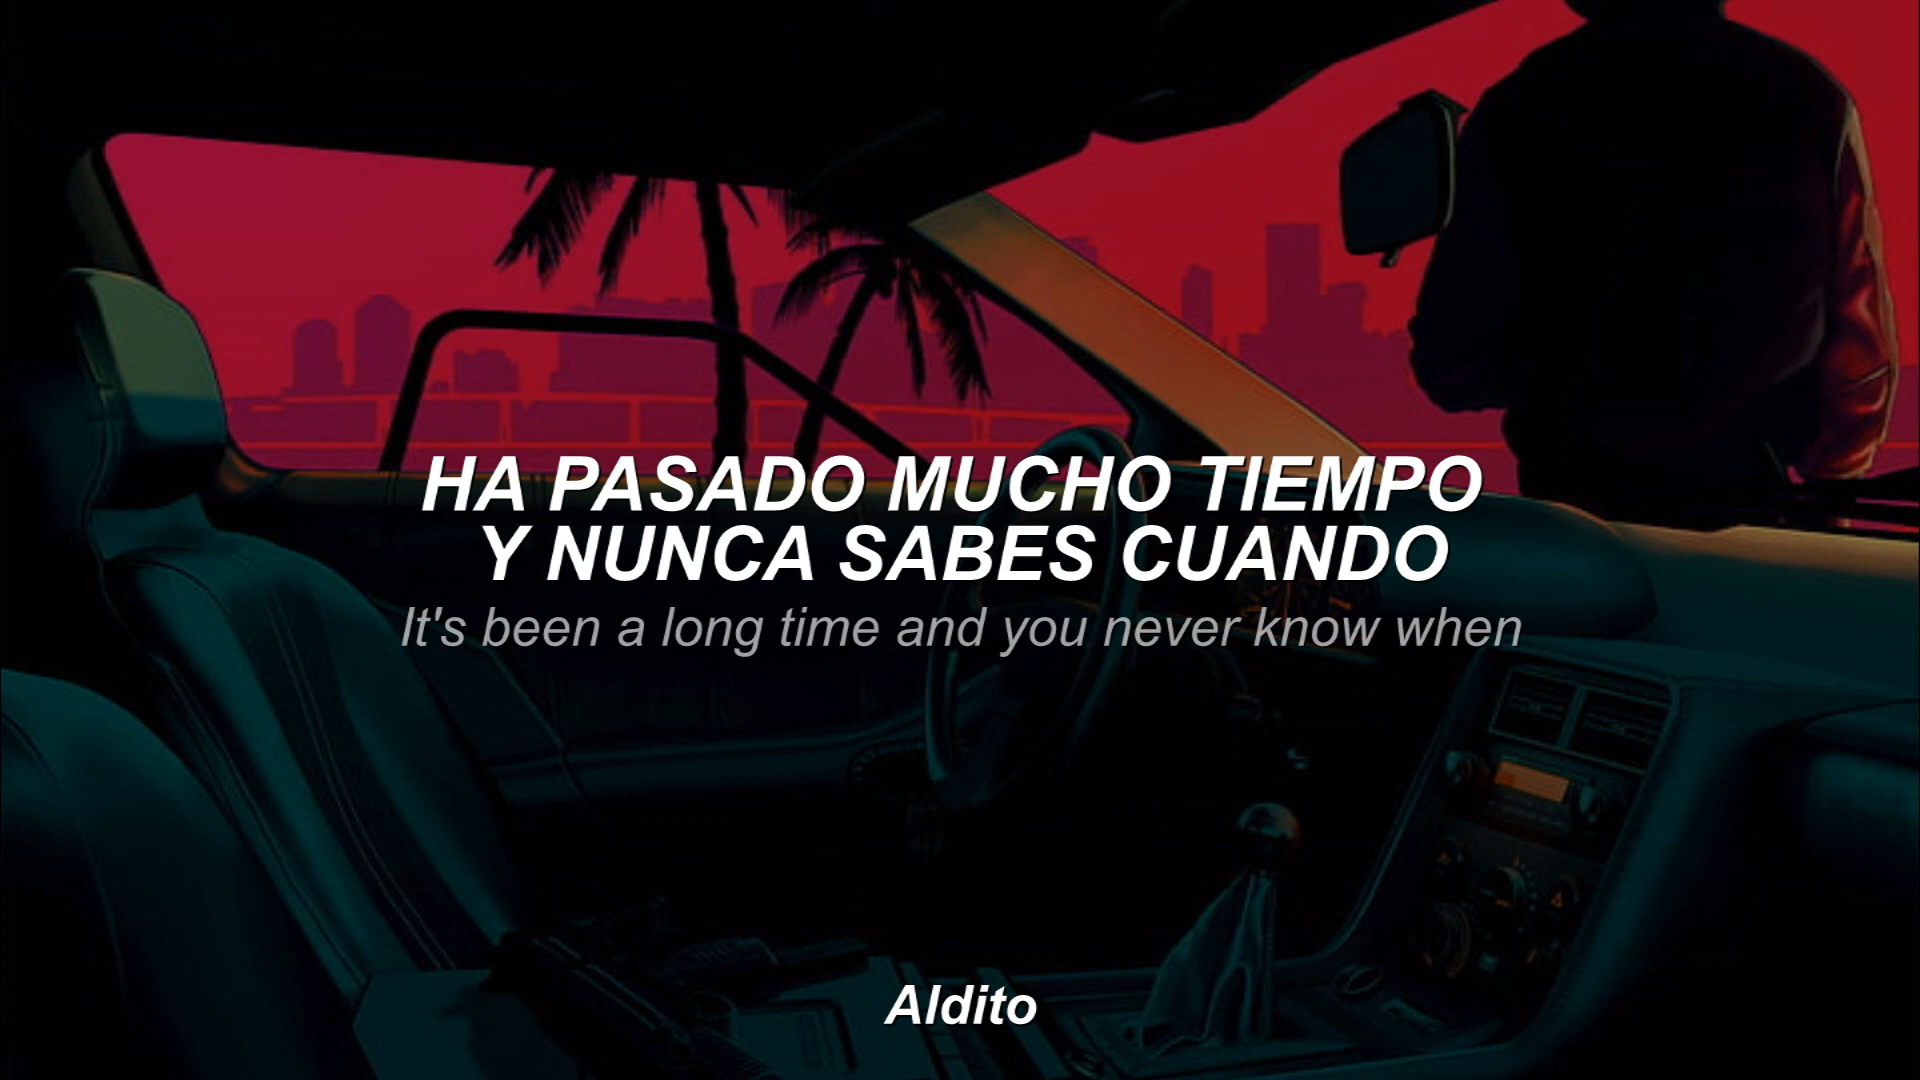 HA PASADO MUCHO TIEMPO
Y NUNCA SABES CUANDO
It's been a long time and you never know when
Aldito